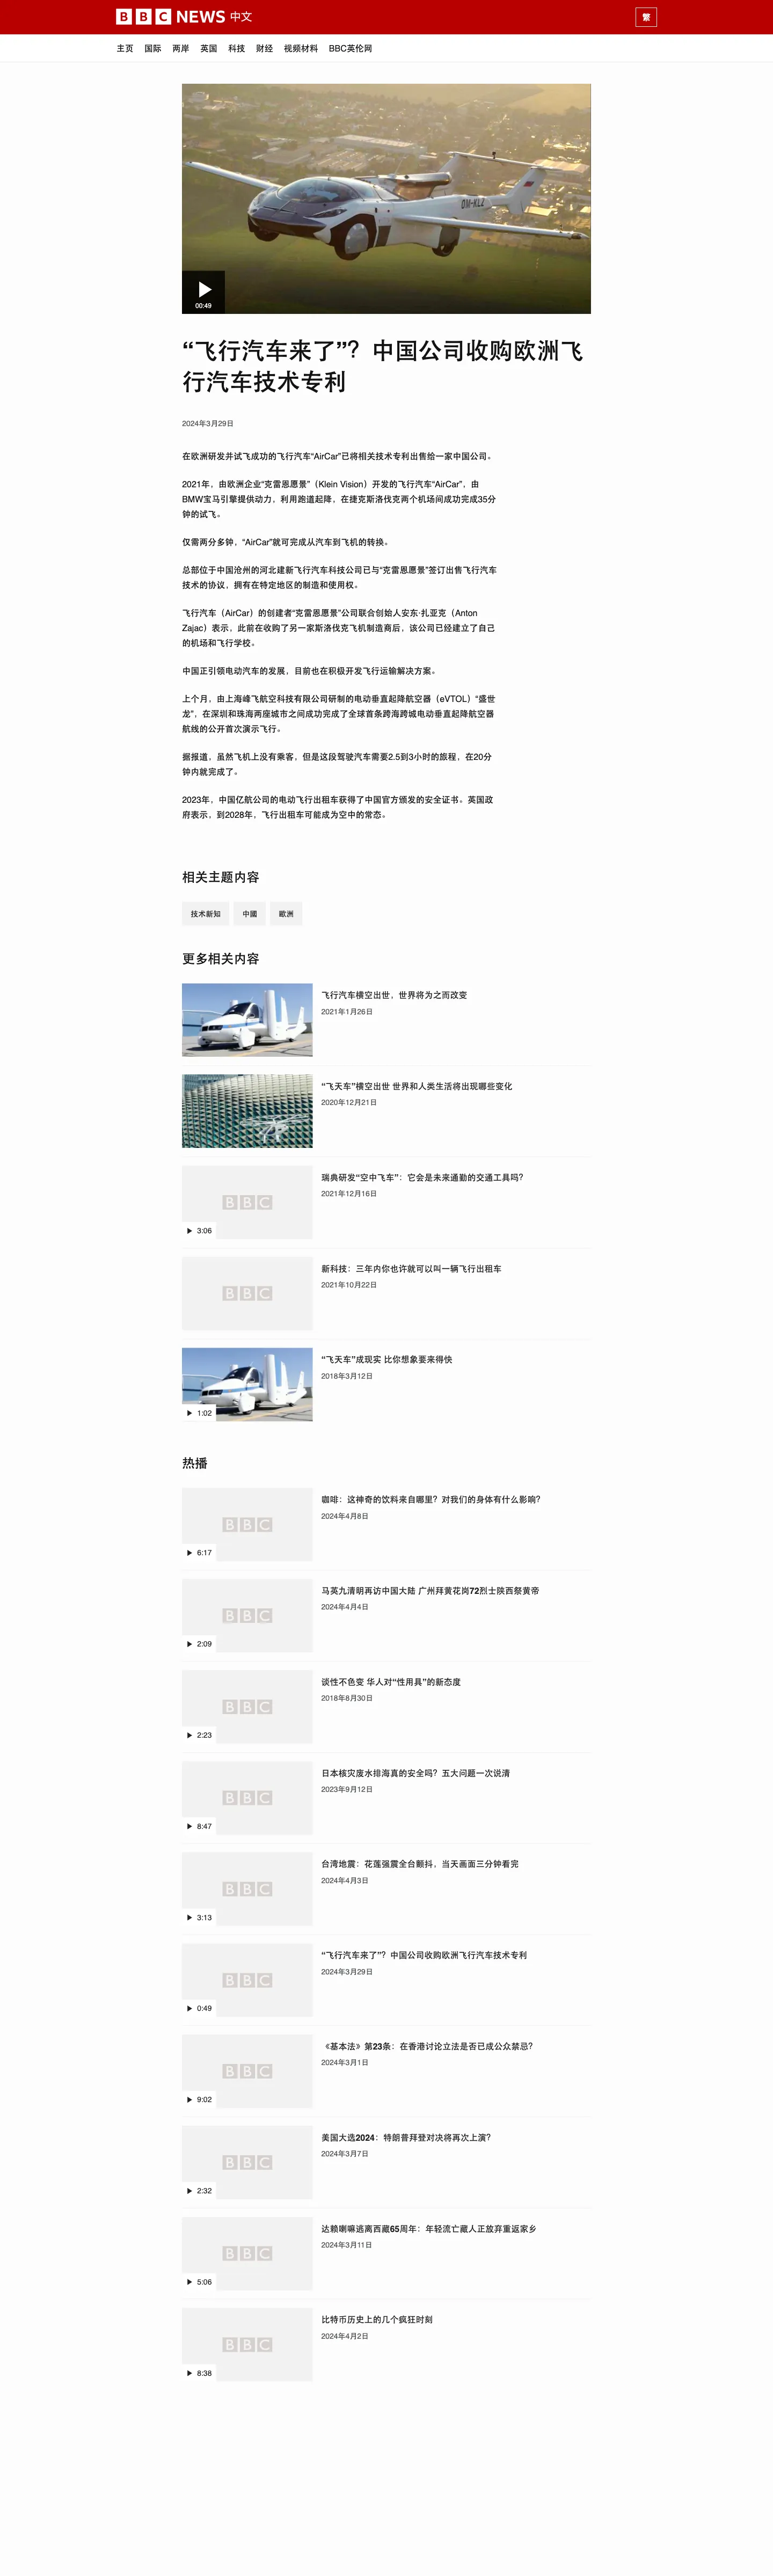 BBC NEWS 中文
繁
主页 国际 两岸 英国 科技 财经 视频材料 BBC英伦网
OM-KLZ
00:49
“飞行汽车来了”？中国公司收购欧洲飞
行汽车技术专利
2024年3月29日
在欧洲研发并试飞成功的飞行汽车“AirCar”已将相关技术专利出售给一家中国公司。
2021年，由欧洲企业“克雷恩愿景”（Klein Vision）开发的飞行汽车“AirCar”，由
BMW宝马引擎提供动力，利用跑道起降，在捷克斯洛伐克两个机场间成功完成35分
钟的试飞。
仅需两分多钟，“AirCar”就可完成从汽车到飞机的转换。
总部位于中国沧州的河北建新飞行汽车科技公司已与“克雷恩愿景”签订出售飞行汽车
技术的协议，拥有在特定地区的制造和使用权。
飞行汽车（AirCar）的创建者“克雷恩愿景”公司联合创始人安东·扎亚克（Anton
Zajac）表示，此前在收购了另一家斯洛伐克飞机制造商后，该公司已经建立了自己
的机场和飞行学校。
中国正引领电动汽车的发展，目前也在积极开发飞行运输解决方案。
上个月，由上海峰飞航空科技有限公司研制的电动垂直起降航空器（eVTOL）“盛世
龙”，在深圳和珠海两座城市之间成功完成了全球首条跨海跨城电动垂直起降航空器
航线的公开首次演示飞行。
据报道，虽然飞机上没有乘客，但是这段驾驶汽车需要2.5到3小时的旅程，在20分
钟内就完成了。
2023年，中国亿航公司的电动飞行出租车获得了中国官方颁发的安全证书。英国政
府表示，到2028年，飞行出租车可能成为空中的常态。
相关主题内容
技术新知 中國 歐洲
更多相关内容
飞行汽车横空出世，世界将为之而改变
2021年1月26日
“飞天车”横空出世 世界和人类生活将出现哪些变化
2020年12月21日
BBC
3:06
瑞典研发“空中飞车”：它会是未来通勤的交通工具吗？
2021年12月16日
BBC
新科技：三年内你也许就可以叫一辆飞行出租车
2021年10月22日
1:02
“飞天车”成现实 比你想象要来得快
2018年3月12日
热播
BBC
6:17
咖啡：这神奇的饮料来自哪里？对我们的身体有什么影响？
2024年4月8日
BBC
2:09
马英九清明再访中国大陆 广州拜黄花岗72烈士陕西祭黄帝
2024年4月4日
BBC
2:23
谈性不色变 华人对“性用具”的新态度
2018年8月30日
BBC
8:47
日本核灾废水排海真的安全吗？五大问题一次说清
2023年9月12日
BBC
3:13
台湾地震：花莲强震全台颤抖，当天画面三分钟看完
2024年4月3日
BBC
0:49
“飞行汽车来了”？中国公司收购欧洲飞行汽车技术专利
2024年3月29日
BBC
9:02
《基本法》第23条：在香港讨论立法是否已成公众禁忌？
2024年3月1日
BBC
2:32
美国大选2024：特朗普拜登对决将再次上演？
2024年3月7日
BBC
5:06
达赖喇嘛逃离西藏65周年：年轻流亡藏人正放弃重返家乡
2024年3月11日
BBC
8:38
比特币历史上的几个疯狂时刻
2024年4月2日